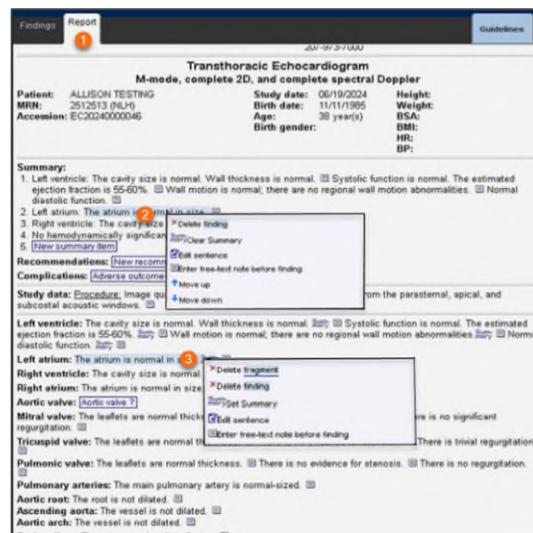 Findings
Report
Guidelines
1
207-973-7000
Transthoracic Echocardiogram
M-mode, complete 2D, and complete spectral Doppler
Patient: ALLISON TESTING Study date: 06/19/2024 Height:
MRN: 2512513 (NLH) Birth date: 11/11/1985 Weight:
Accession: EC20240000046 Age: 38 year(s) BSA:
Birth gender: BMI:
HR:
BP:
Summary:
1. Left ventricle: The cavity size is normal. Wall thickness is normal. Systolic function is normal. The estimated
ejection fraction is 55-60%. Wall motion is normal; there are no regional wall motion abnormalities. Normal
diastolic function.
2. Left atrium: The atrium is normal in size.
2
3. Right ventricle: The cavity size
4. No hemodynamically significan
5. New summary item
Delete finding
Clear Summary
Edit sentence
Enter free-text note before finding
Move up
Move down
Recommendations: New recomm
Complications: Adverse outcome
Study data: Procedure: Image qu rom the parasternal, apical, and
subcostal acoustic windows.
Left ventricle: The cavity size is normal. Wall thickness is normal. Systolic function is normal. The estimated
ejection fraction is 55-60%. Wall motion is normal; there are no regional wall motion abnormalities. Norm
diastolic function.
Left atrium: The atrium is normal in s
3
Right ventricle: The cavity size is normal.
Right atrium: The atrium is normal in size
Aortic valve: Aortic valve ?
Delete fragment
Delete finding
Set Summary
Edit sentence
Enter free-text note before finding
Mitral valve: The leaflets are normal thick re is no significant
regurgitation.
Tricuspid valve: The leaflets are normal th There is trivial regurgitation
Pulmonic valve: The leaflets are normal thickness. There is no evidence for stenosis. There is no regurgitation.
Pulmonary arteries: The main pulmonary artery is normal-sized.
Aortic root: The root is not dilated.
Ascending aorta: The vessel is not dilated.
Aortic arch: The vessel is not dilated.